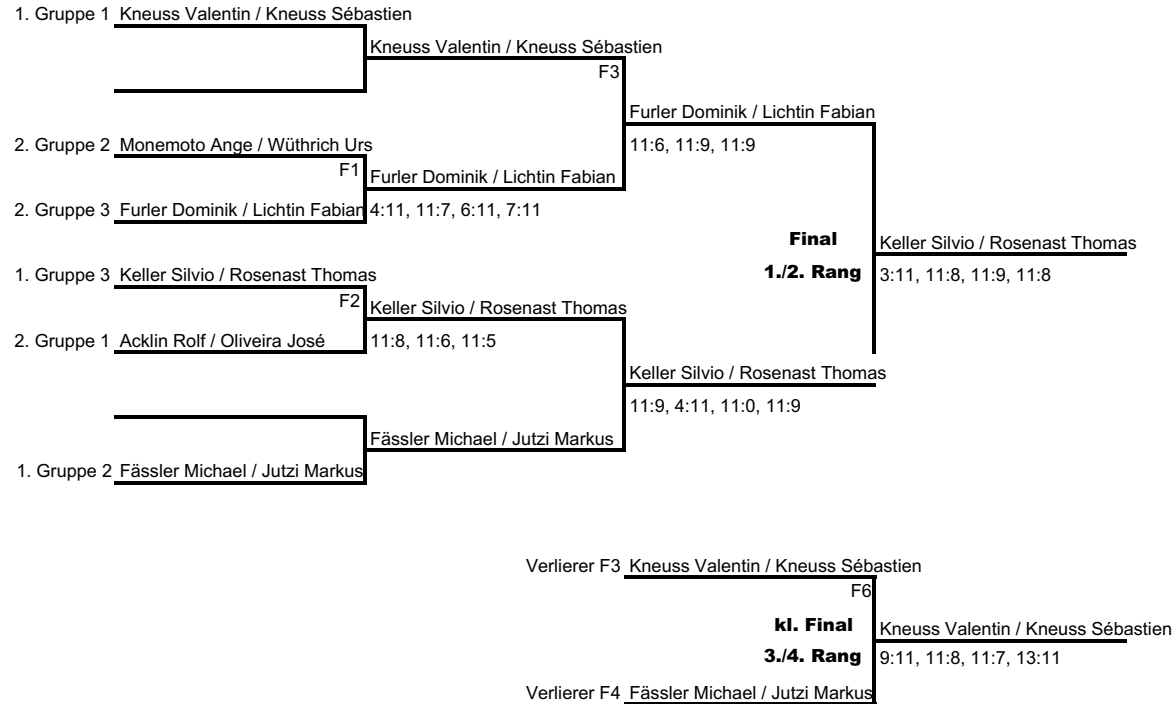 1. Gruppe 1 Kneuss Valentin / Kneuss Sébastien
Kneuss Valentin / Kneuss Sébastien
F3
Furler Dominik / Lichtin Fabian
2. Gruppe 2 Monemoto Ange / Wüthrich Urs
11:6, 11:9, 11:9
F1
Furler Dominik / Lichtin Fabian
2. Gruppe 3 Furler Dominik / Lichtin Fabian
4:11, 11:7, 6:11, 7:11
Final
Keller Silvio / Rosenast Thomas
1. Gruppe 3 Keller Silvio / Rosenast Thomas
1./2. Rang
3:11, 11:8, 11:9, 11:8
F2
Keller Silvio / Rosenast Thomas
2. Gruppe 1 Acklin Rolf / Oliveira José
11:8, 11:6, 11:5
Keller Silvio / Rosenast Thomas
11:9, 4:11, 11:0, 11:9
Fässler Michael / Jutzi Markus
1. Gruppe 2 Fässler Michael / Jutzi Markus
Verlierer F3 Kneuss Valentin / Kneuss Sébastien
F6
kl. Final
Kneuss Valentin / Kneuss Sébastien
3./4. Rang
9:11, 11:8, 11:7, 13:11
Verlierer F4 Fässler Michael / Jutzi Markus